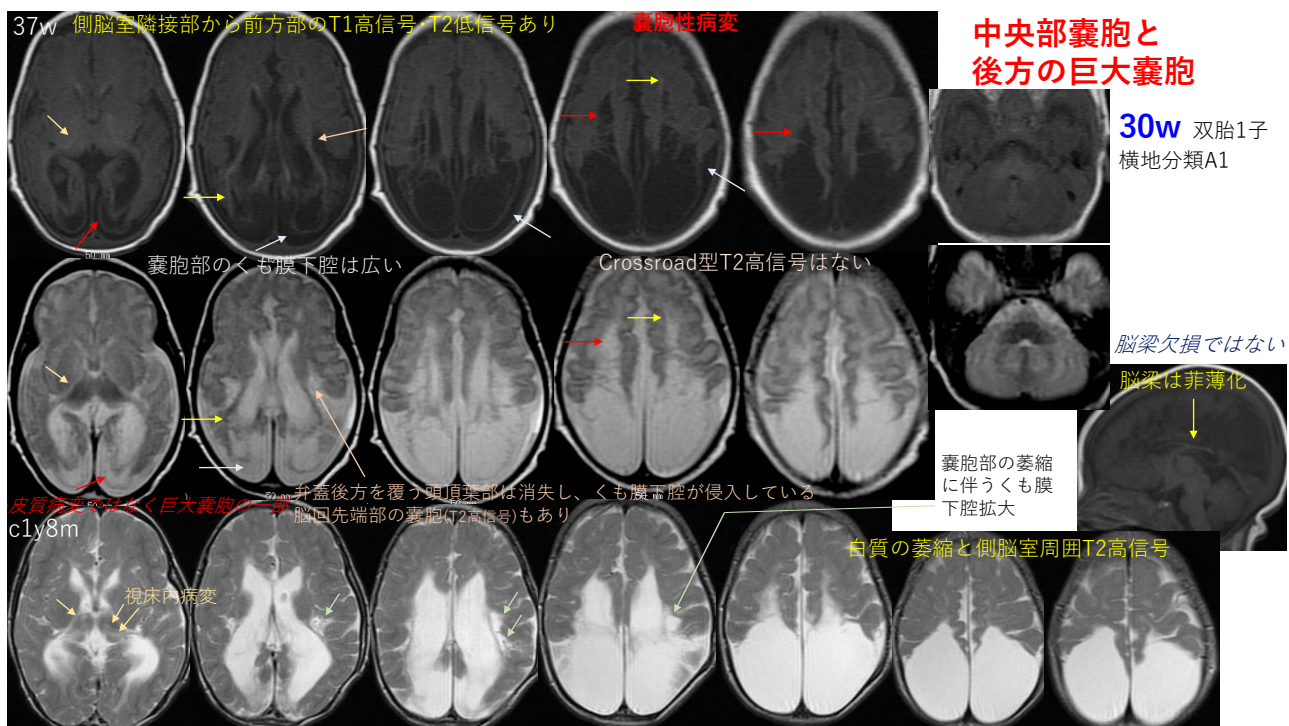 37w
側脳室隣接部から前方部のT1高信号・T2低信号あり
嚢胞性病変
中央部嚢胞と
後方の巨大嚢胞
30w 双胎1子
横地分類A1
嚢胞部のくも膜下腔は広い
Crossroad型T2高信号はない
脳梁欠損ではない
脳梁は菲薄化
嚢胞部の萎縮
に伴うくも膜
下腔拡大
皮質病変ではなく巨大嚢胞の一部
弁蓋後方を覆う頭頂葉部は消失し、くも膜下腔が侵入している
脳回先端部の嚢胞(T2高信号)もあり
c1y8m
白質の萎縮と側脳室周囲T2高信号
視床内病変